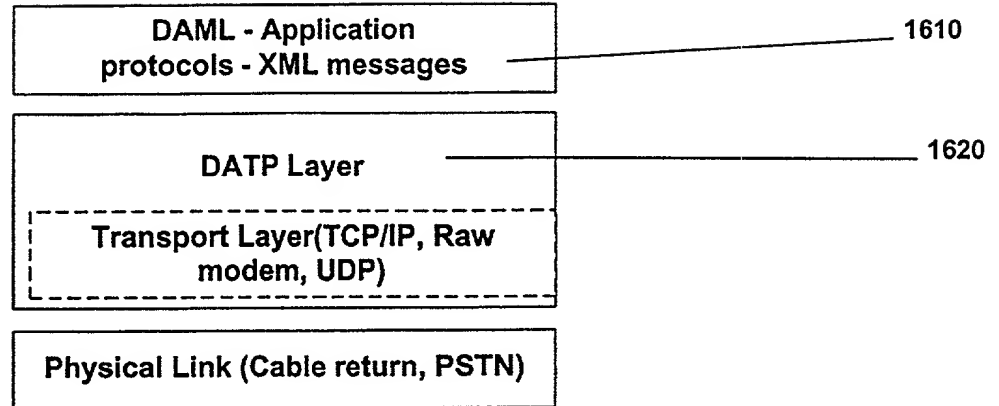 DAML - Application
protocols - XML messages
1610
DATP Layer
1620
Transport Layer(TCP/IP, Raw
modem, UDP)
Physical Link (Cable return, PSTN)